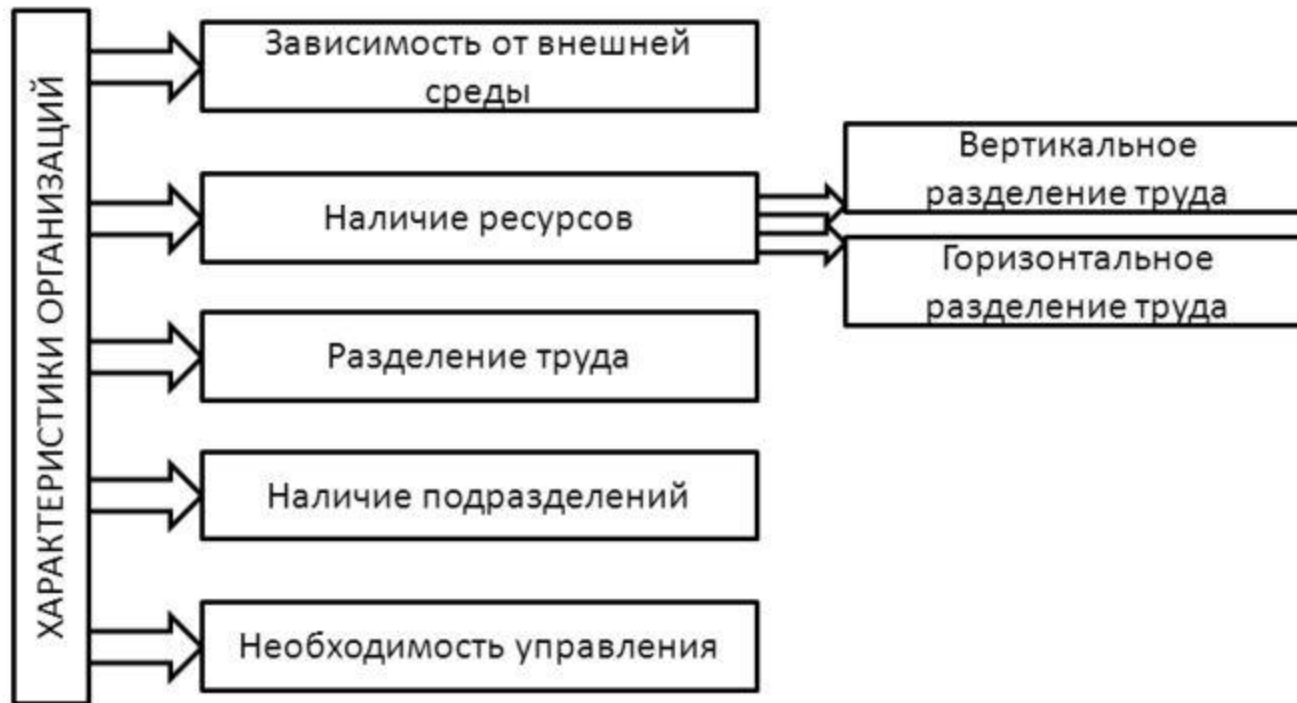 ХАРАКТЕРИСТИКИ ОРГАНИЗАЦИЙ
Зависимость от внешней
среды
Наличие ресурсов
Вертикальное
разделение труда
Горизонтальное
разделение труда
Разделение труда
Наличие подразделений
Необходимость управления